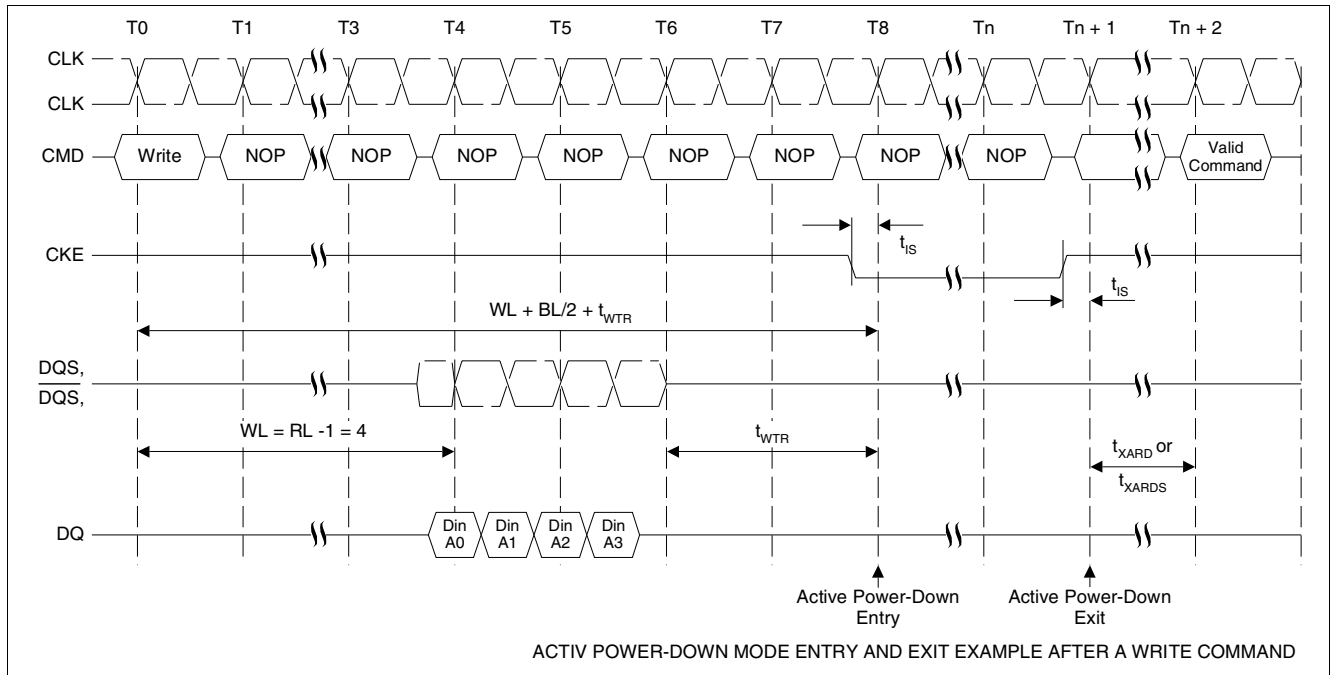 T0 T1 T3 T4 T5 T6 T7 T8 Tn Tn + 1 Tn + 2
CLK
CLK
CMD Write NOP NOP NOP NOP NOP NOP NOP NOP Valid
Command
CKE
tIS
tIS
WL + BL/2 + tWTR
DQS,
DQS,
WL = RL -1 = 4
tWTR
tXARD or
tXARDS
DQ
Din Din Din Din
A0 A1 A2 A3
Active Power-Down Active Power-Down
Entry Exit
ACTIV POWER-DOWN MODE ENTRY AND EXIT EXAMPLE AFTER A WRITE COMMAND